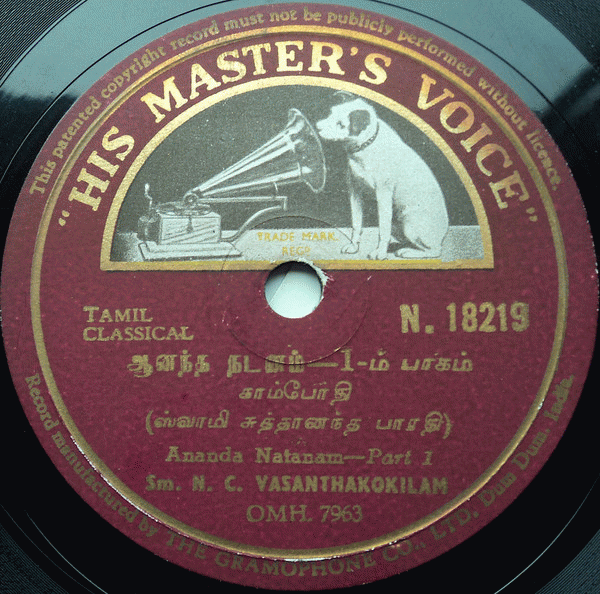 This patented copyright record must not be publicly performed without licence.
"HIS MASTER'S VOICE"
TRADE MARK.
REGD
TAMIL
CLASSICAL
N. 18219
ஆனந்த நடனம்—1-ம் பாகம்
காம்போதி
(ஸ்வாமி சுத்தானந்த பாரதி)
Ananda Natanam—Part 1
Sm. N. C. VASANTHAKOKILAM
OMH. 7963
Record manufactured by THE GRAMOPHONE CO., LTD. Dum Dum. India.